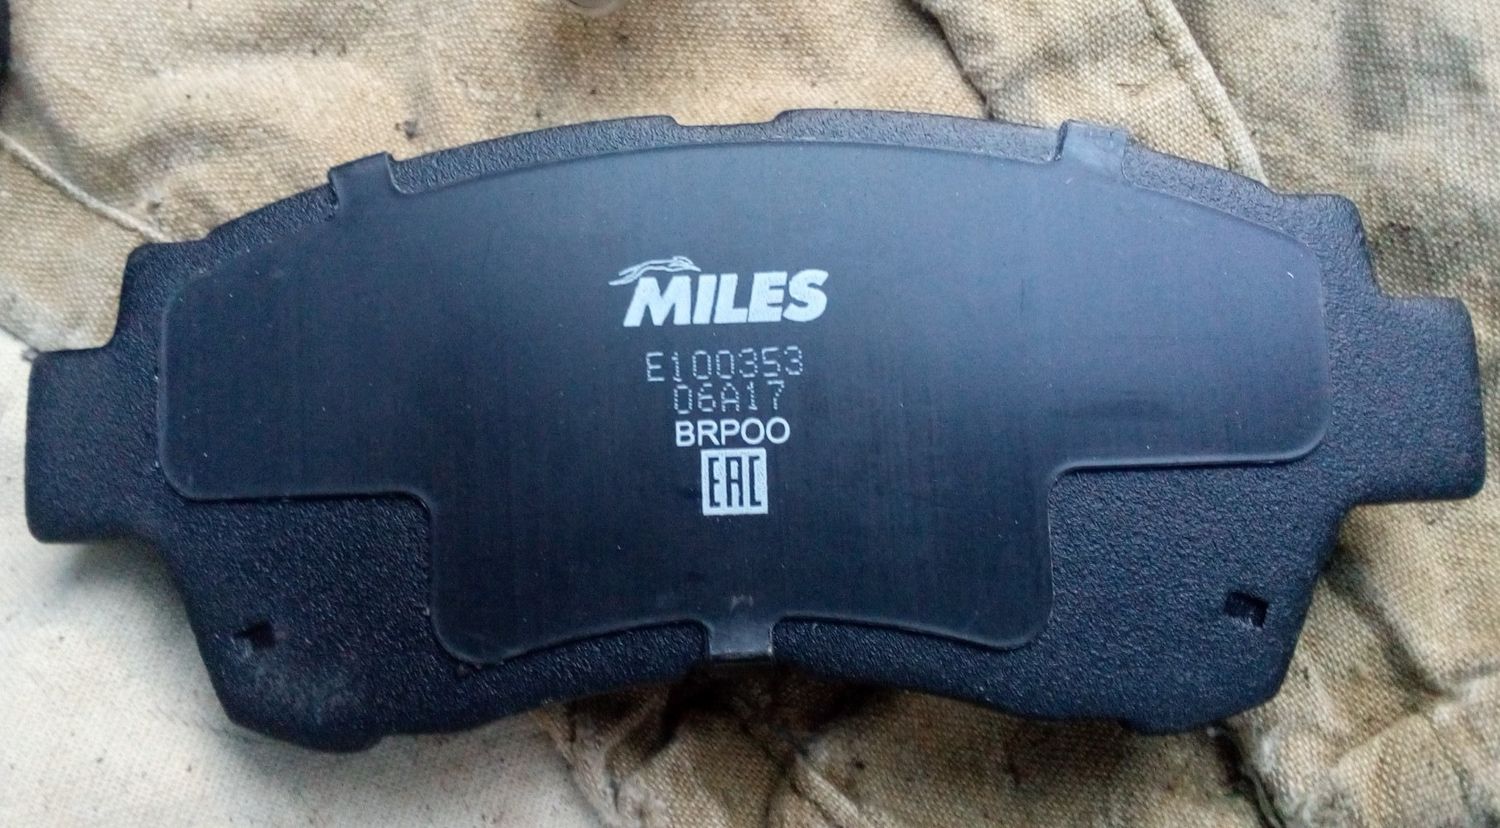 MILES
E100353
06A17
BRPOO
EAC